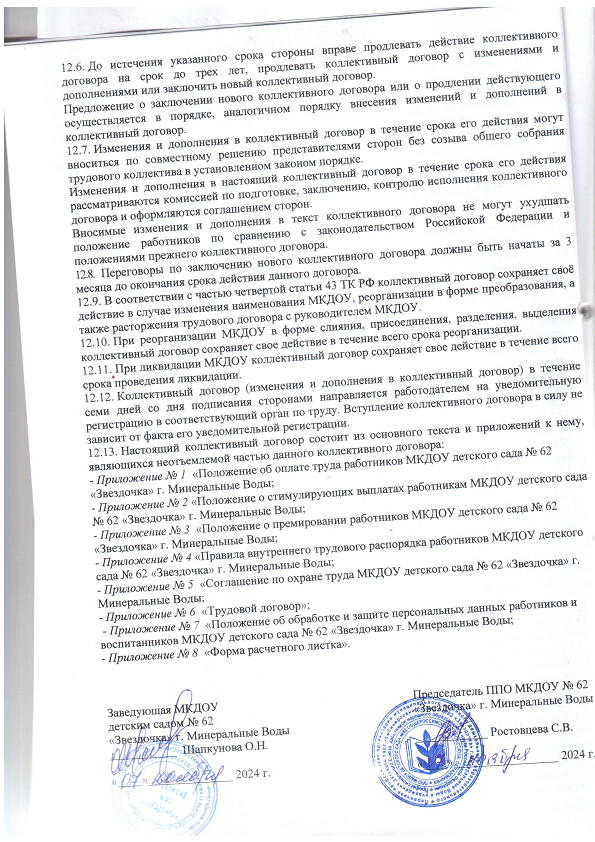 12.6. До истечения указанного срока стороны вправе продлевать действие коллективного
договора на срок до трех лет, продлевать коллективный договор с изменениями и
дополнениями или заключить новый коллективный договор.
Предложение о заключении нового коллективного договора или о продлении действующего
осуществляется в порядке, аналогичном порядку внесения изменений и дополнений в
коллективный договор.
12.7. Изменения и дополнения в коллективный договор в течение срока его действия могут
вноситься по совместному решению представителями сторон без созыва общего собрания
трудового коллектива в установленном законом порядке.
Изменения и дополнения в настоящий коллективный договор в течение срока его действия
рассматриваются комиссией по подготовке, заключению, контролю исполнения коллективного
договора и оформляются соглашением сторон.
Вносимые изменения и дополнения в текст коллективного договора не могут ухудшать
положение работников по сравнению с законодательством Российской Федерации и
положениями прежнего коллективного договора.
12.8. Переговоры по заключению нового коллективного договора должны быть начаты за 3
месяца до окончания срока действия данного договора.
12.9. В соответствии с частью четвертой статьи 43 ТК РФ коллективный договор сохраняет своё
действие в случае изменения наименования МКДОУ, реорганизации в форме преобразования, а
также расторжения трудового договора с руководителем МКДОУ.
12.10. При реорганизации МКДОУ в форме слияния, присоединения, разделения, выделения
коллективный договор сохраняет свое действие в течение всего срока реорганизации.
12.11. При ликвидации МКДОУ коллективный договор сохраняет свое действие в течение всего
срока проведения ликвидации.
12.12. Коллективный договор (изменения и дополнения в коллективный договор) в течение
семи дней со дня подписания сторонами направляется работодателем на уведомительную
регистрацию в соответствующий орган по труду. Вступление коллективного договора в силу не
зависит от факта его уведомительной регистрации.
12.13. Настоящий коллективный договор состоит из основного текста и приложений к нему,
являющихся неотъемлемой частью данного коллективного договора:
- Приложение № 1 «Положение об оплате труда работников МКДОУ детского сада № 62
«Звездочка» г. Минеральные Воды;
- Приложение № 2 «Положение о стимулирующих выплатах работникам МКДОУ детского сада
№ 62 «Звездочка» г. Минеральные Воды;
- Приложение № 3 «Положение о премировании работников МКДОУ детского сада № 62
«Звездочка» г. Минеральные Воды;
- Приложение № 4 «Правила внутреннего трудового распорядка работников МКДОУ детского
сада № 62 «Звездочка» г. Минеральные Воды;
- Приложение № 5 «Соглашение по охране труда МКДОУ детского сада № 62 «Звездочка» г.
Минеральные Воды;
- Приложение № 6 «Трудовой договор»;
- Приложение № 7 «Положение об обработке и защите персональных данных работников и
воспитанников МКДОУ детского сада № 62 «Звездочка» г. Минеральные Воды;
- Приложение № 8 «Форма расчетного листка».
Заведующая МКДОУ
детским садом № 62
«Звездочка» г. Минеральные Воды
Шапкунова О.Н.
« 07 » ноября 2024 г.
Председатель ППО МКДОУ № 62
«Звездочка» г. Минеральные Воды
Ростовцева С.В.
ноября 2024 г.